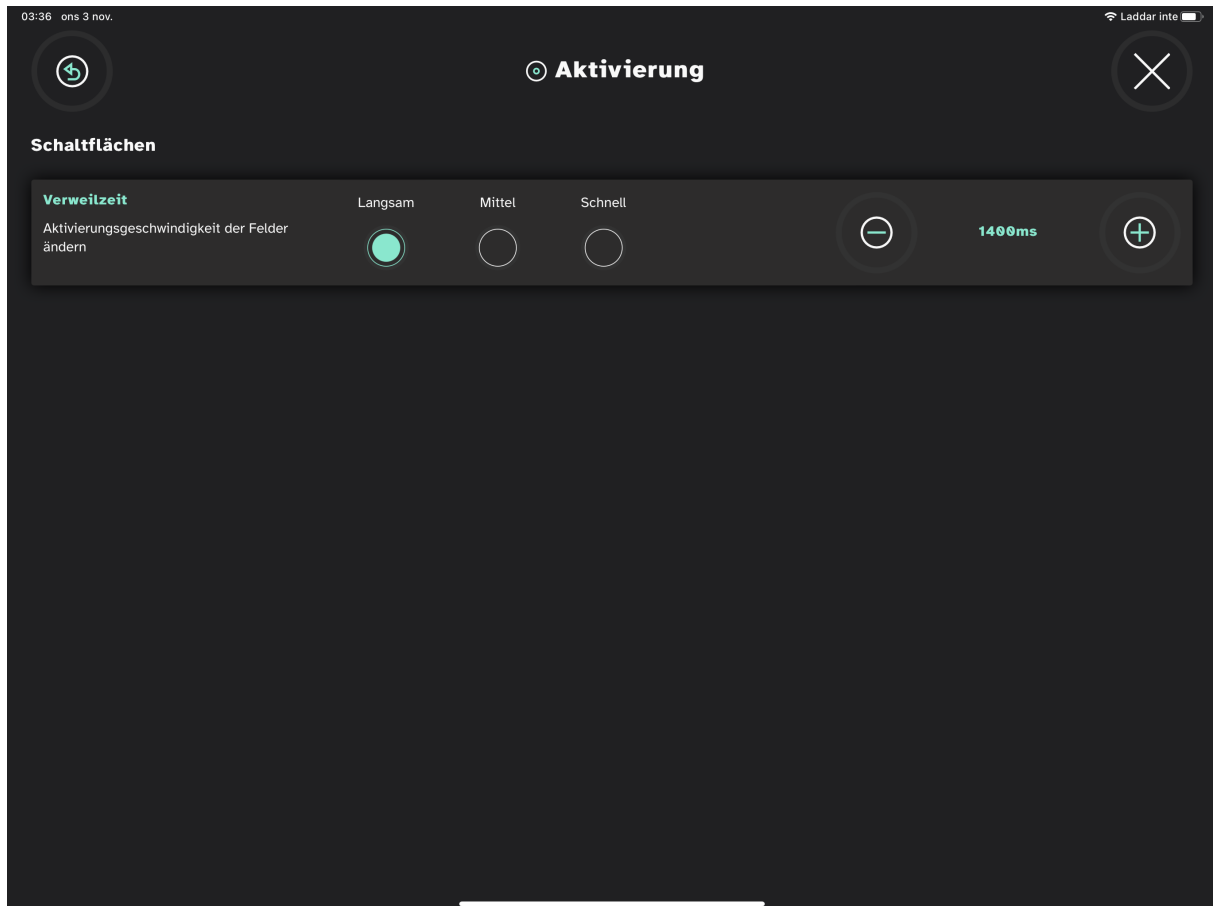 03:36 ons 3 nov.
Laddar inte
Aktivierung
Schaltflächen
Verweilzeit
Aktivierungsgeschwindigkeit der Felder
ändern
Langsam
Mittel
Schnell
1400ms